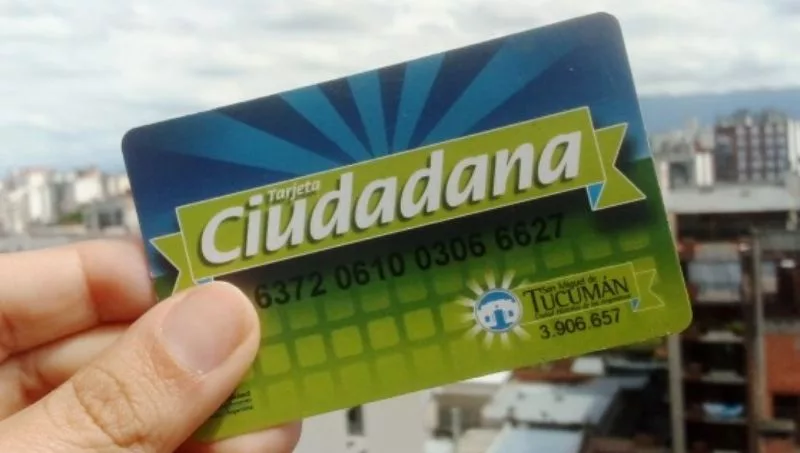 Tarjeta
Ciudadana
6372 0610 0306 6627
San Miguel de
TUCUMÁN
3.906.657